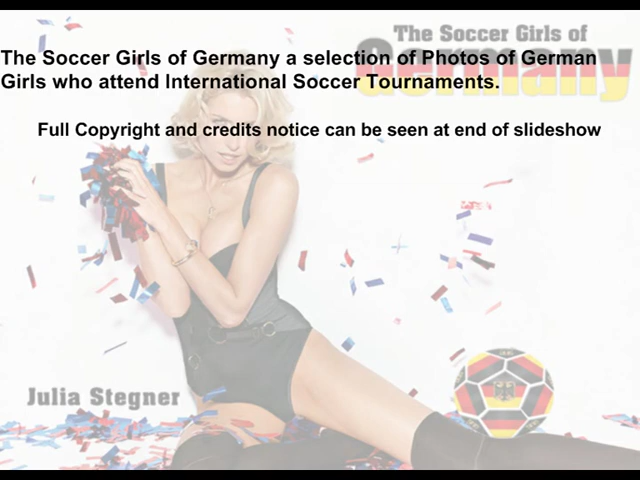 The Soccer Girls of
Germany
The Soccer Girls of Germany a selection of Photos of German
Girls who attend International Soccer Tournaments.
Full Copyright and credits notice can be seen at end of slideshow
Julia Stegner